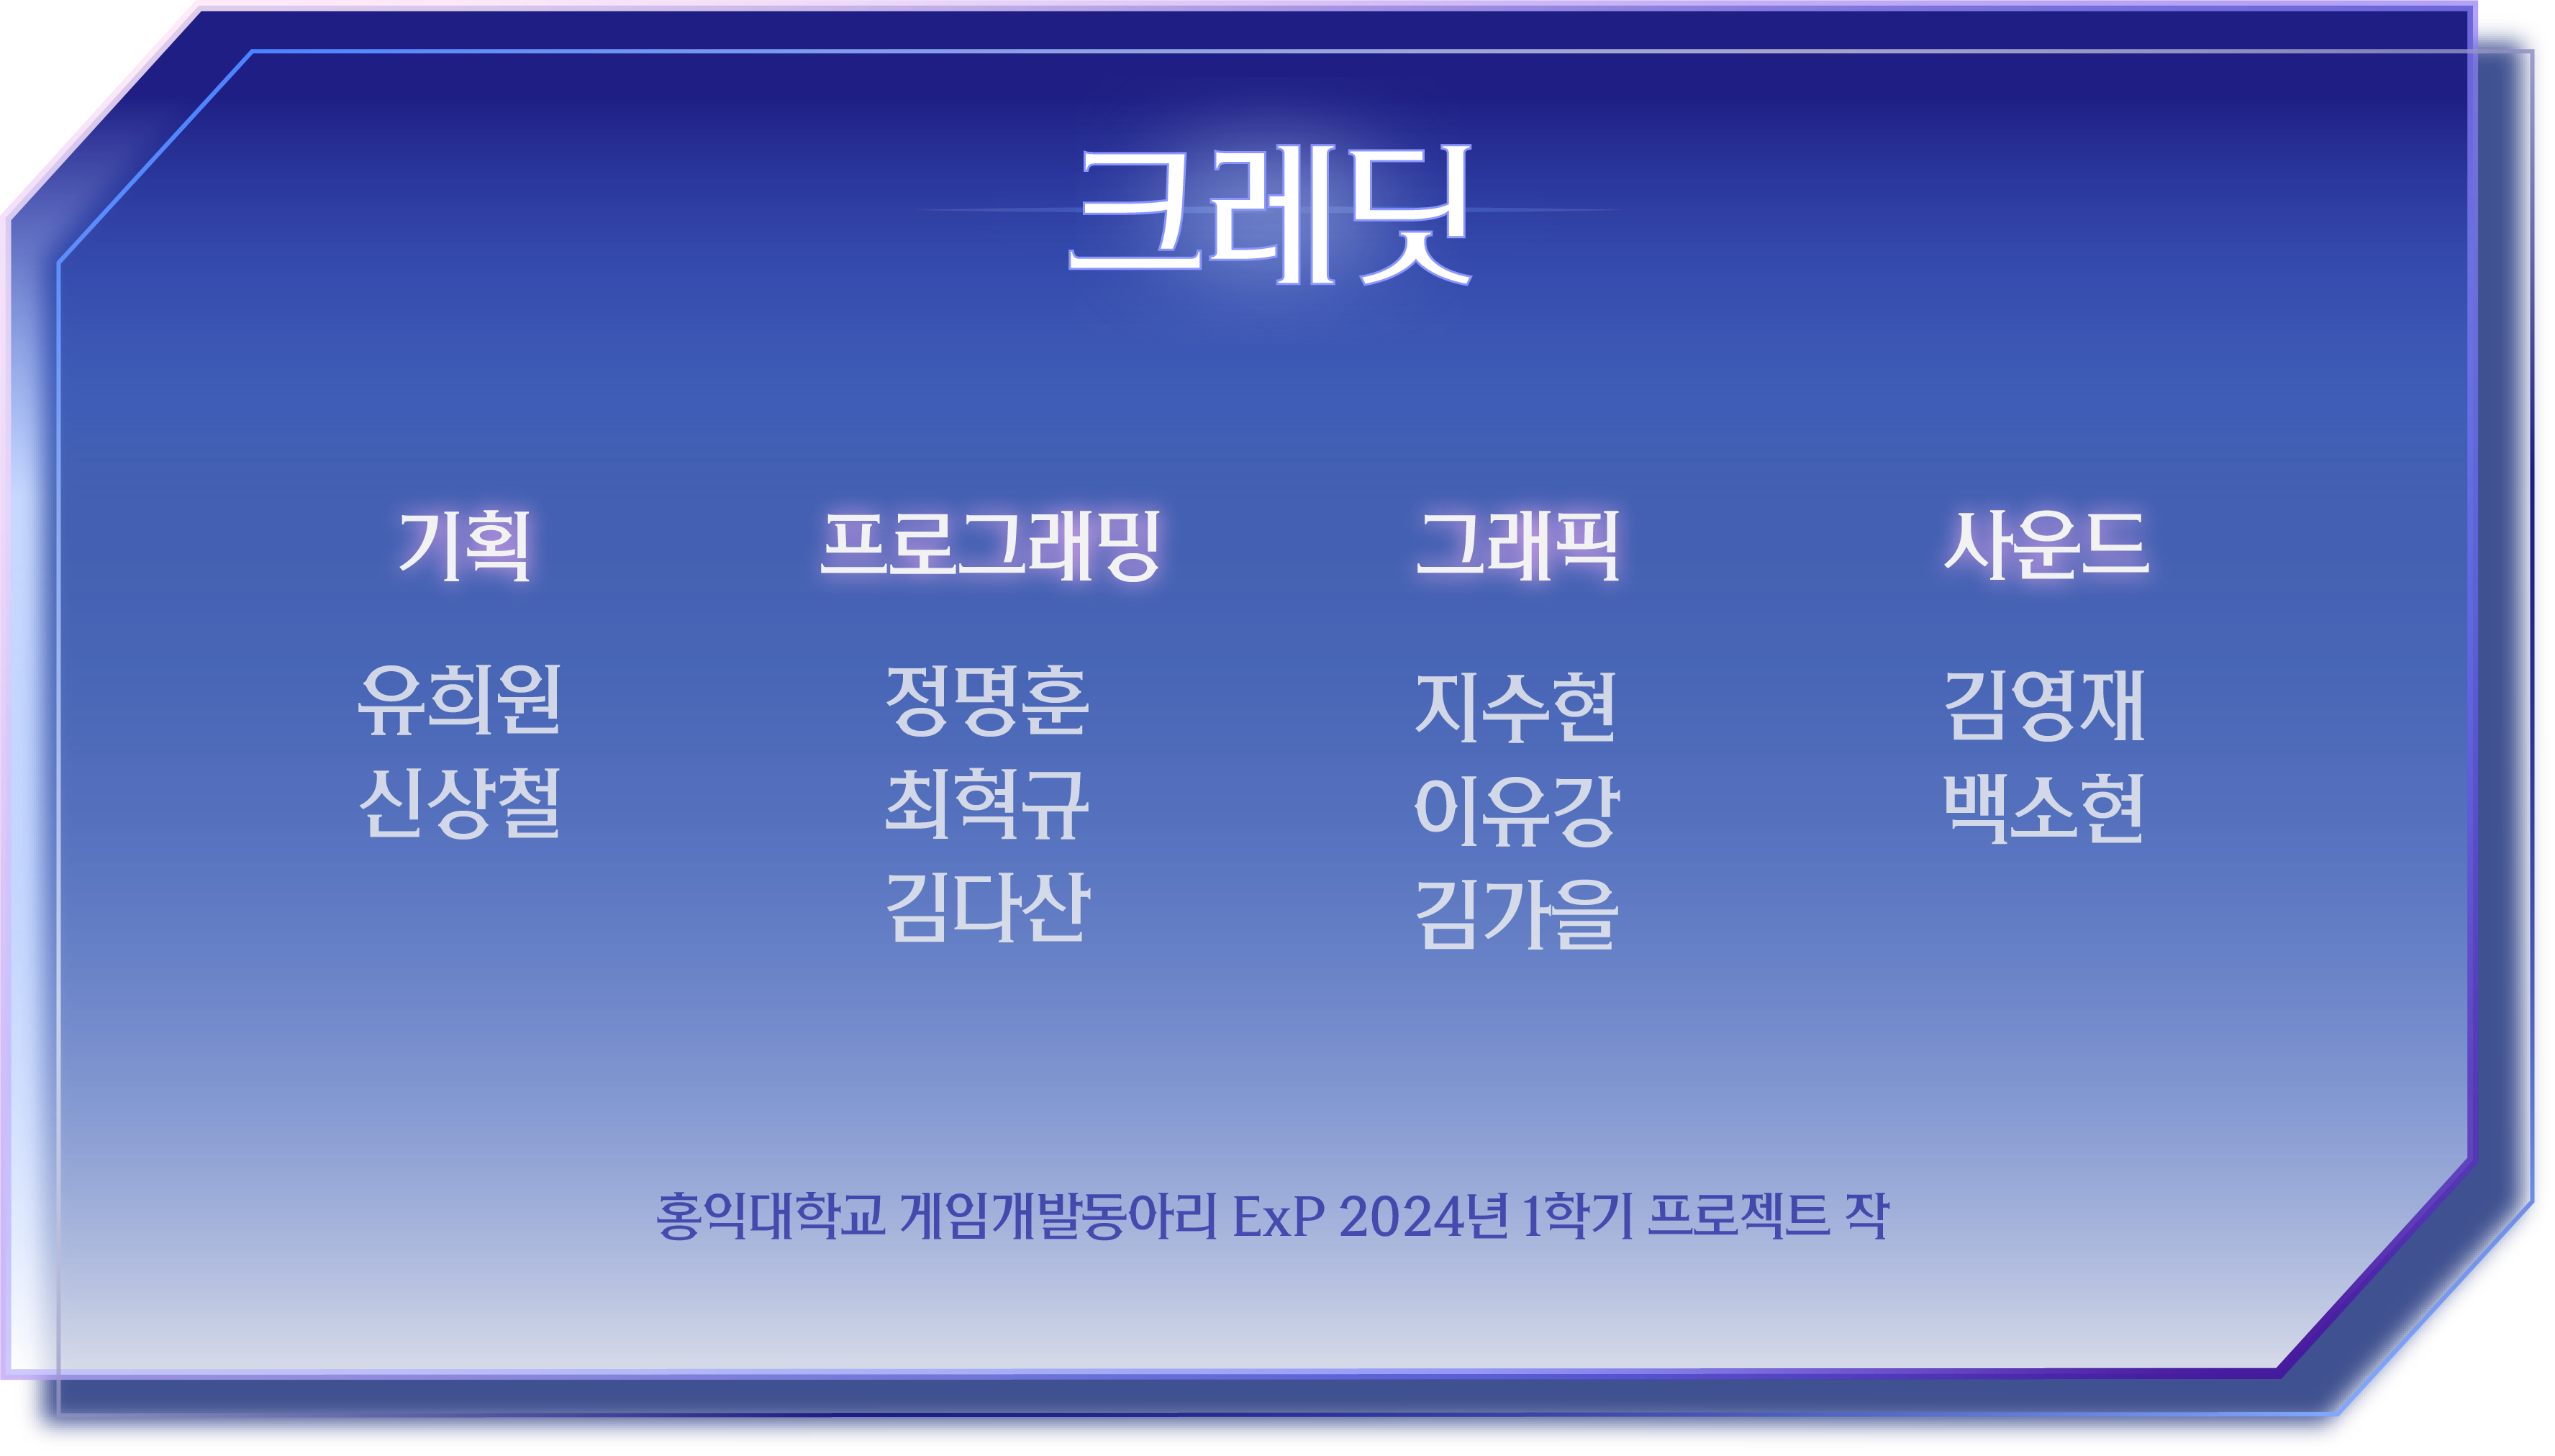 크레딧
기획
유희원
신상철
프로그래밍
정명훈
최혁규
김다산
그래픽
지수현
이유강
김가을
사운드
김영재
백소현
홍익대학교 게임개발동아리 ExP 2024년 1학기 프로젝트 작